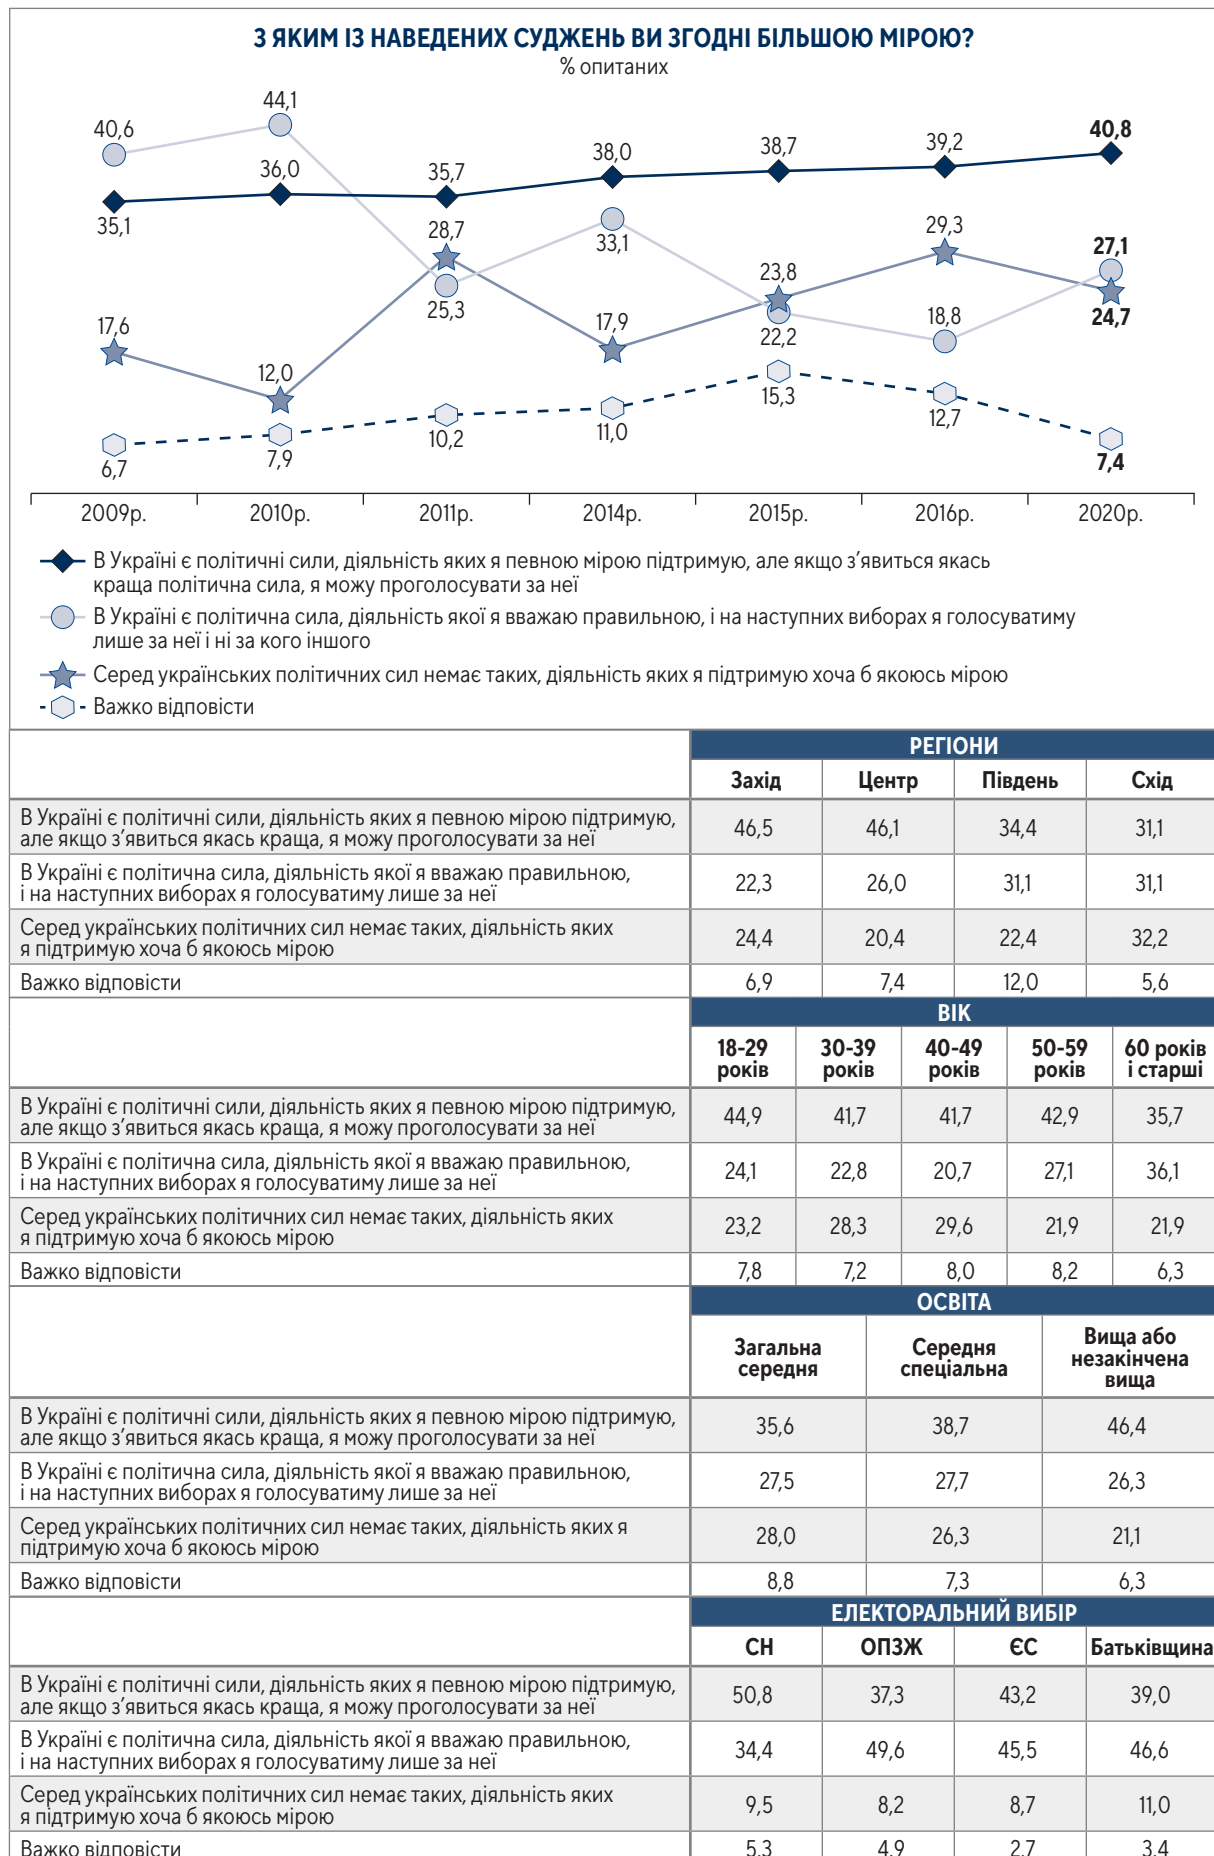 З ЯКИМ ІЗ НАВЕДЕНИХ СУДЖЕНЬ ВИ ЗГОДНІ БІЛЬШОЮ МІРОЮ?
% опитаних
40,6 44,1 25,3 33,1 22,2 18,8 27,1
35,1 36,0 35,7 38,0 38,7 39,2 40,8
17,6 12,0 28,7 17,9 23,8 29,3 24,7
6,7 7,9 10,2 11,0 15,3 12,7 7,4
2009р. 2010р. 2011р. 2014р. 2015р. 2016р. 2020р.
В Україні є політичні сили, діяльність яких я певною мірою підтримую, але якщо з’явиться якась
краща політична сила, я можу проголосувати за неї
В Україні є політична сила, діяльність якої я вважаю правильною, і на наступних виборах я голосуватиму
лише за неї і ні за кого іншого
Серед українських політичних сил немає таких, діяльність яких я підтримую хоча б якоюсь мірою
Важко відповісти
РЕГІОНИ
Захід Центр Південь Схід
В Україні є політичні сили, діяльність яких я певною мірою підтримую,
але якщо з’явиться якась краща, я можу проголосувати за неї
46,5 46,1 34,4 31,1
В Україні є політична сила, діяльність якої я вважаю правильною,
і на наступних виборах я голосуватиму лише за неї
22,3 26,0 31,1 31,1
Серед українських політичних сил немає таких, діяльність яких
я підтримую хоча б якоюсь мірою
24,4 20,4 22,4 32,2
Важко відповісти 6,9 7,4 12,0 5,6
ВІК
18-29 30-39 40-49 50-59 60 років
років років років років і старші
В Україні є політичні сили, діяльність яких я певною мірою підтримую,
але якщо з’явиться якась краща, я можу проголосувати за неї
44,9 41,7 41,7 42,9 35,7
В Україні є політична сила, діяльність якої я вважаю правильною,
і на наступних виборах я голосуватиму лише за неї
24,1 22,8 20,7 27,1 36,1
Серед українських політичних сил немає таких, діяльність яких
я підтримую хоча б якоюсь мірою
23,2 28,3 29,6 21,9 21,9
Важко відповісти 7,8 7,2 8,0 8,2 6,3
ОСВІТА
Загальна
середня
Середня
спеціальна
Вища або
незакінчена
вища
В Україні є політичні сили, діяльність яких я певною мірою підтримую,
але якщо з’явиться якась краща, я можу проголосувати за неї
35,6 38,7 46,4
В Україні є політична сила, діяльність якої я вважаю правильною,
і на наступних виборах я голосуватиму лише за неї
27,5 27,7 26,3
Серед українських політичних сил немає таких, діяльність яких я
підтримую хоча б якоюсь мірою
28,0 26,3 21,1
Важко відповісти 8,8 7,3 6,3
ЕЛЕКТОРАЛЬНИЙ ВИБІР
СН ОПЗЖ ЄС Батьківщина
В Україні є політичні сили, діяльність яких я певною мірою підтримую,
але якщо з’явиться якась краща, я можу проголосувати за неї
50,8 37,3 43,2 39,0
В Україні є політична сила, діяльність якої я вважаю правильною,
і на наступних виборах я голосуватиму лише за неї
34,4 49,6 45,5 46,6
Серед українських політичних сил немає таких, діяльність яких
я підтримую хоча б якоюсь мірою
9,5 8,2 8,7 11,0
Важко відповісти 5,3 4,9 2,7 3,4